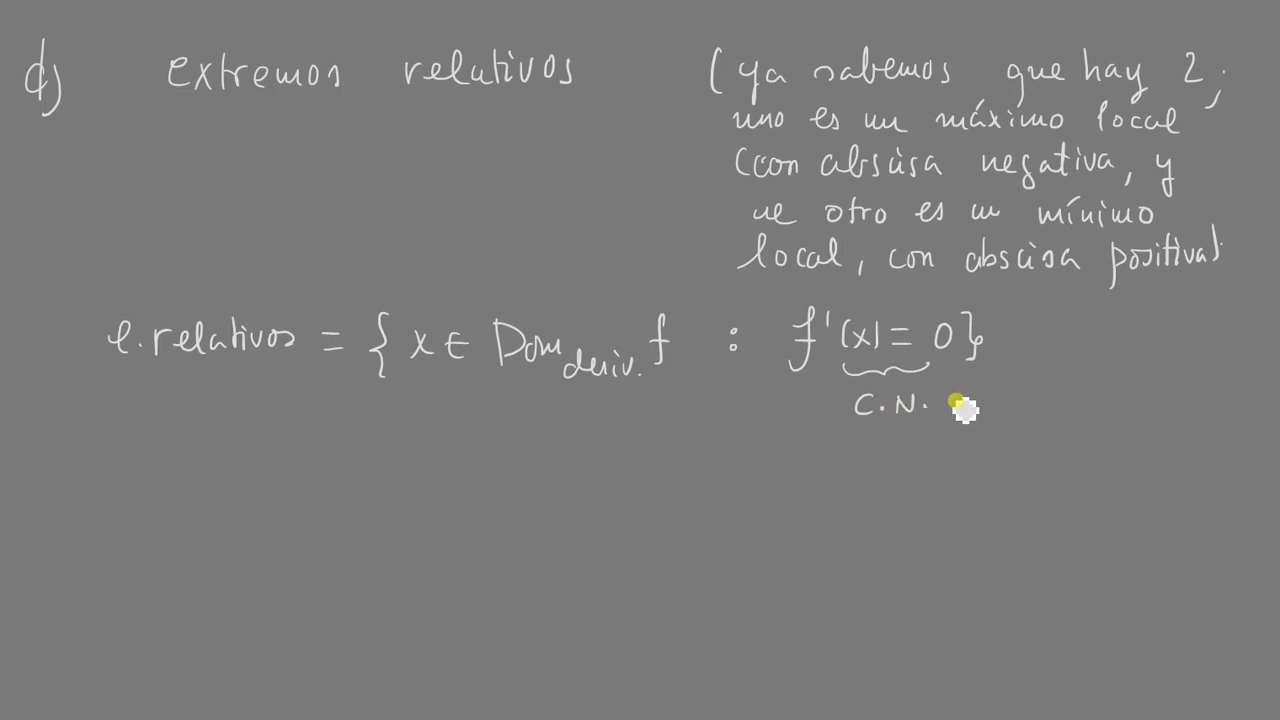 d) extremos relativos (ya sabemos que hay 2;
uno es un máximo local
(con abscisa negativa, y
ue otro es un mínimo
local, con abscisa positiva)
e. relativos = { x ∈ Dom deriv. f : f'(x) = 0 }
C.N.